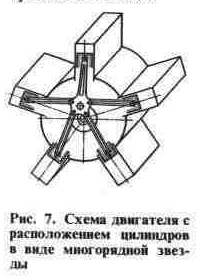 Рис. 7. Схема двигателя с
расположением цилиндров
в виде многорядной звез-
ды